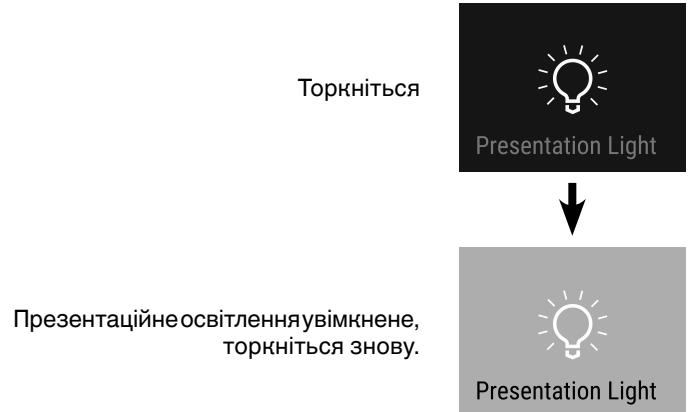 Торкніться
Presentation Light
Презентаційне освітлення увімкнене,
торкніться знову.
Presentation Light